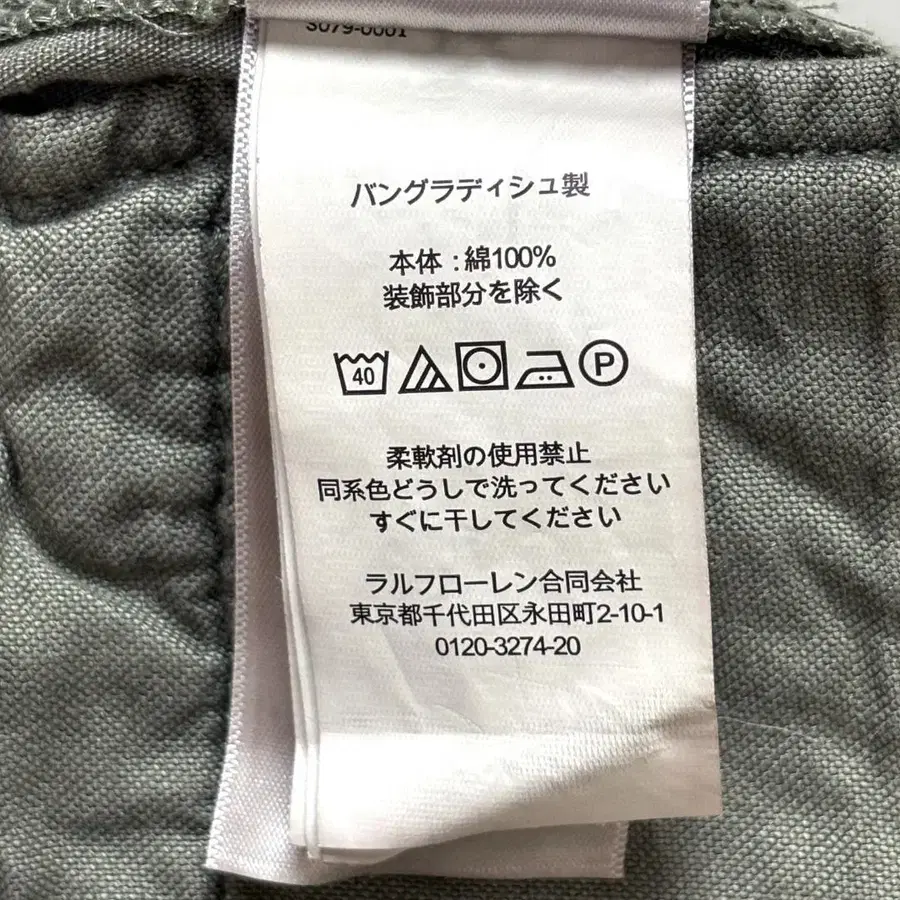 3079-0001
バングラディシュ製
本体 : 綿100%
装飾部分を除く
40
P
柔軟剤の使用禁止
同系色どうしで洗ってください
すぐに干してください
ラルフローレン合同会社
東京都千代田区永田町2-10-1
0120-3274-20